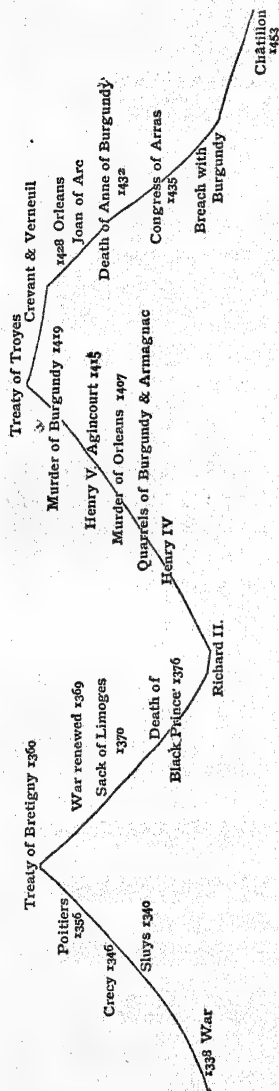 1338 War
Sluys 1340
Crecy 1346
Poitiers
1356
Treaty of Bretigny 1360
War renewed 1369
Sack of Limoges
1370
Death of
Black Prince 1376
Richard II.
Henry IV
Quarrels of Burgundy & Armagnac
Murder of Orleans 1407
Henry V. Agincourt 1415
Murder of Burgundy 1419
Treaty of Troyes
Crevant & Verneuil
1428 Orleans
Joan of Arc
Death of Anne of Burgundy
1432
Congress of Arras
1435
Breach with
Burgundy
Châtillon
1453